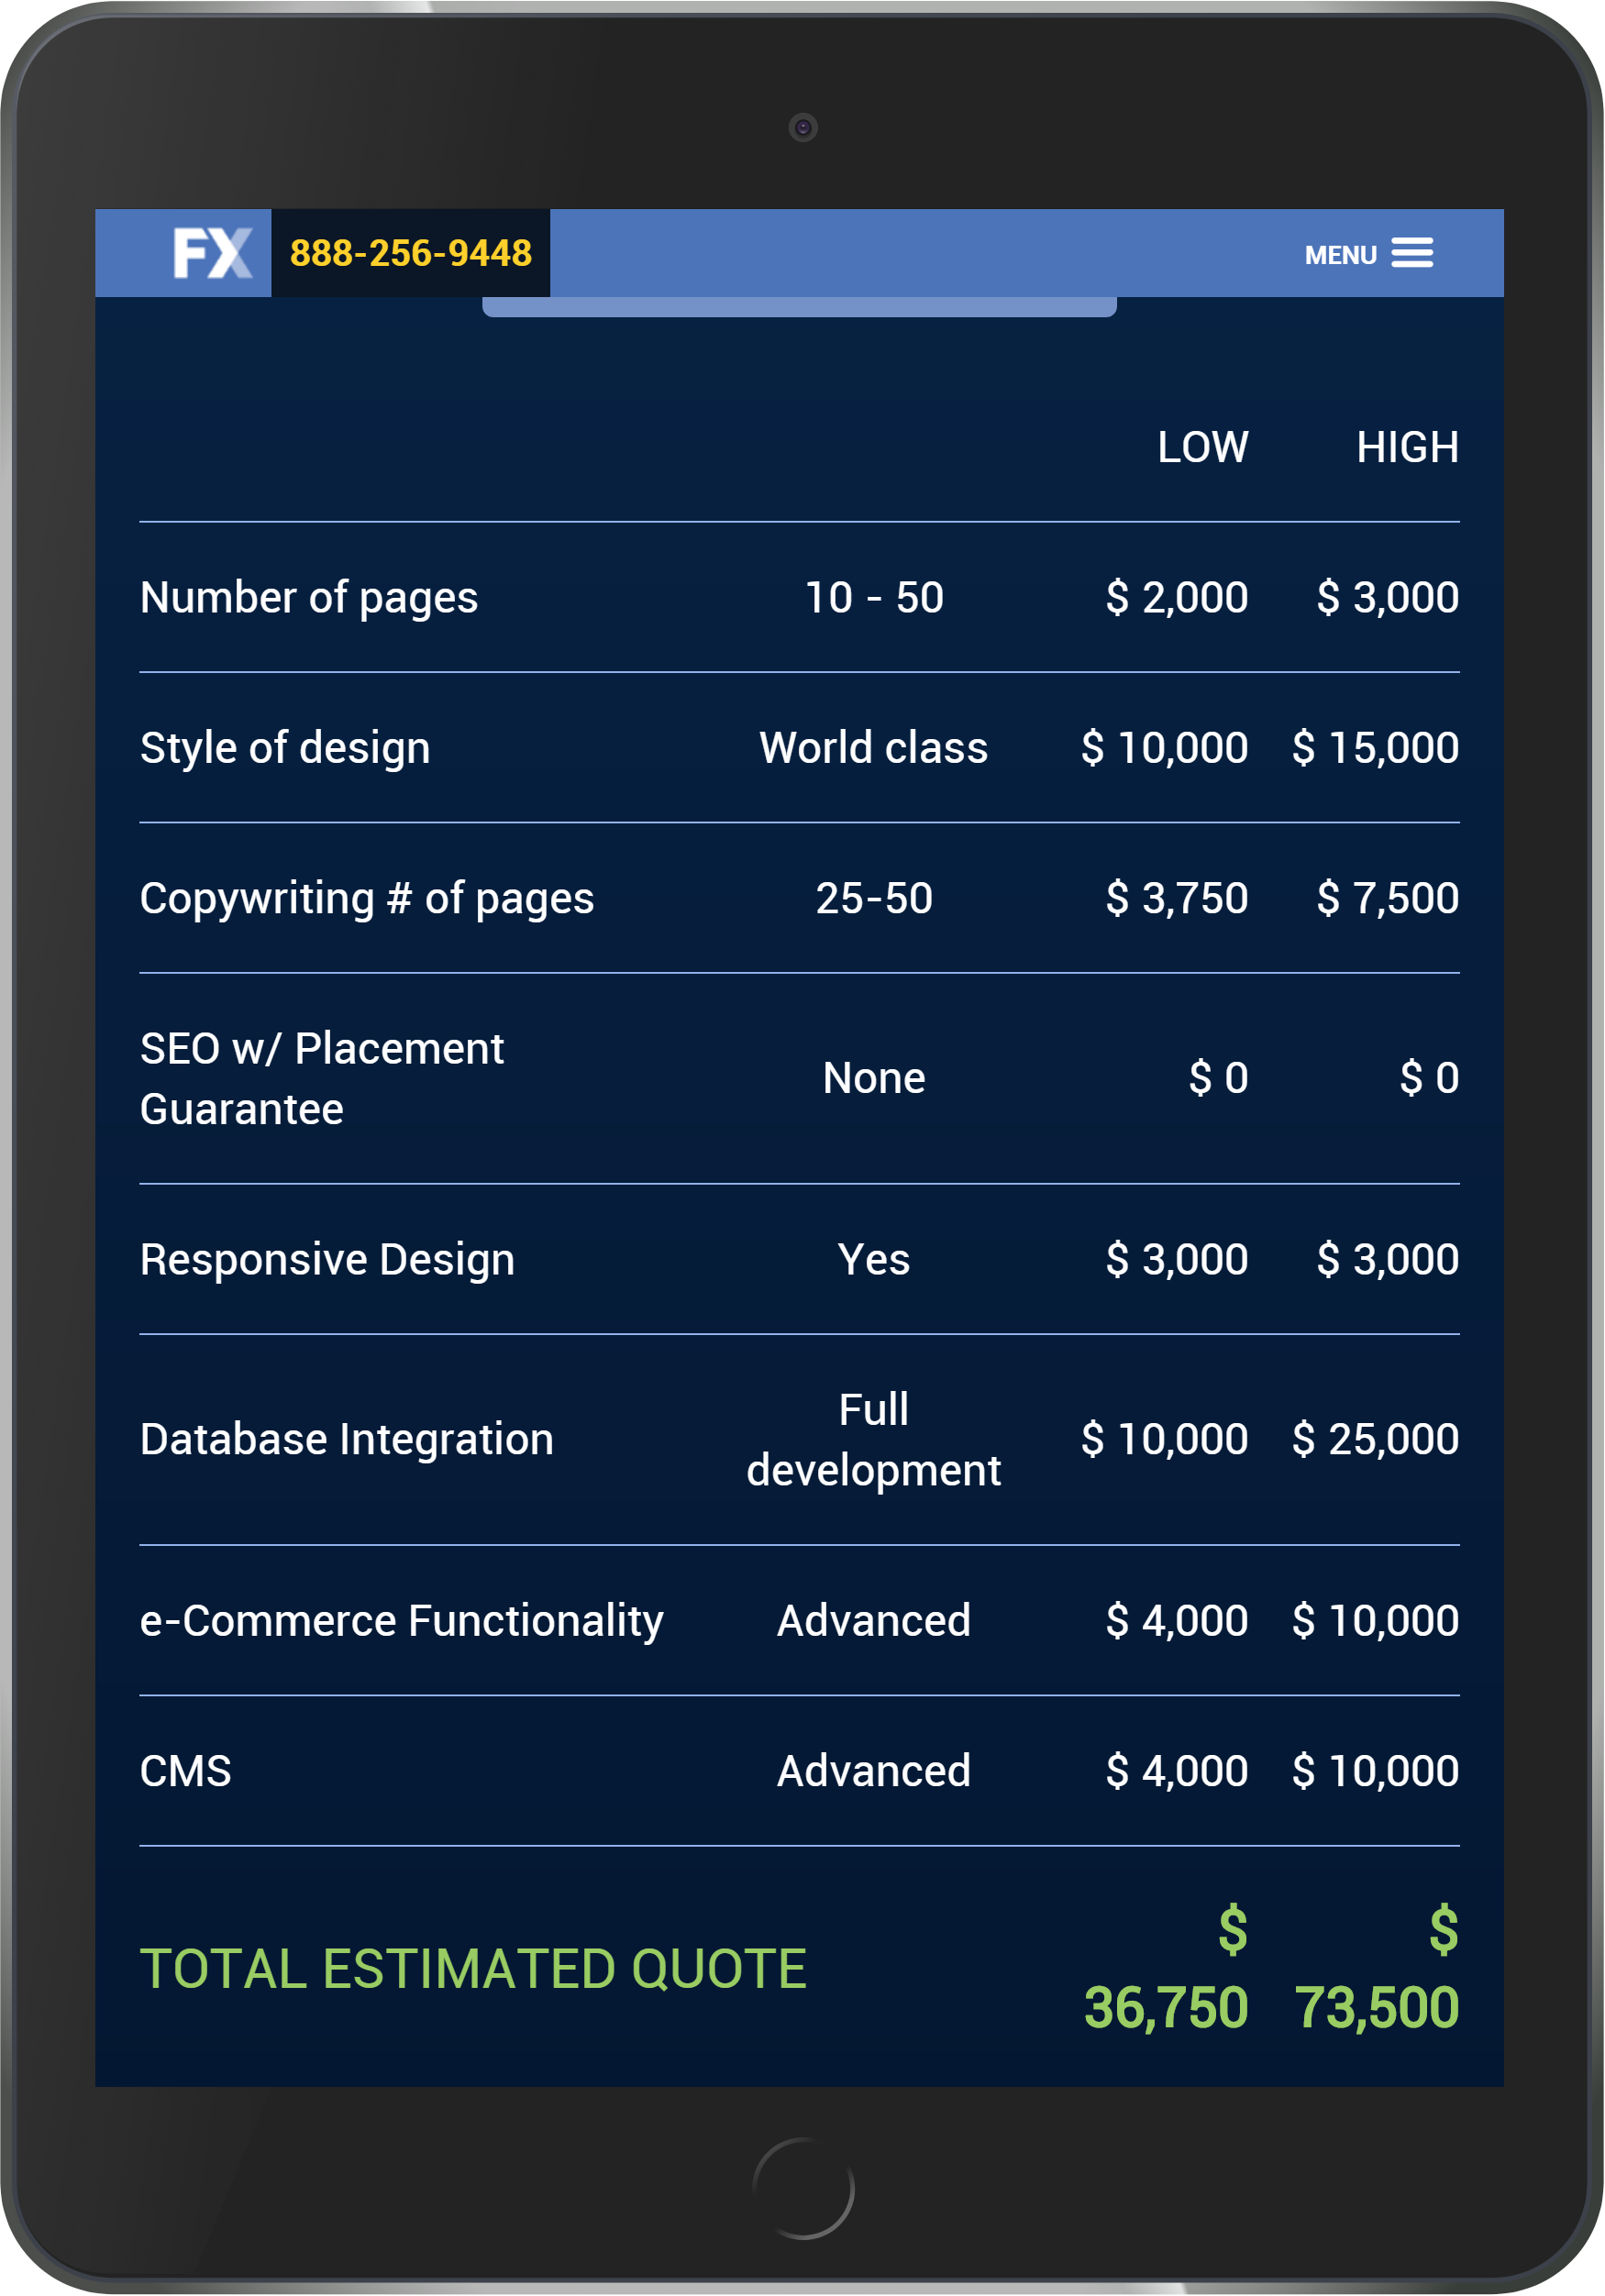 FX 888-256-9448 MENU
LOW HIGH
Number of pages 10 - 50 $ 2,000 $ 3,000
Style of design World class $ 10,000 $ 15,000
Copywriting # of pages 25-50 $ 3,750 $ 7,500
SEO w/ Placement
Guarantee None $ 0 $ 0
Responsive Design Yes $ 3,000 $ 3,000
Database Integration Full
development $ 10,000 $ 25,000
e-Commerce Functionality Advanced $ 4,000 $ 10,000
CMS Advanced $ 4,000 $ 10,000
TOTAL ESTIMATED QUOTE $ 36,750 $ 73,500